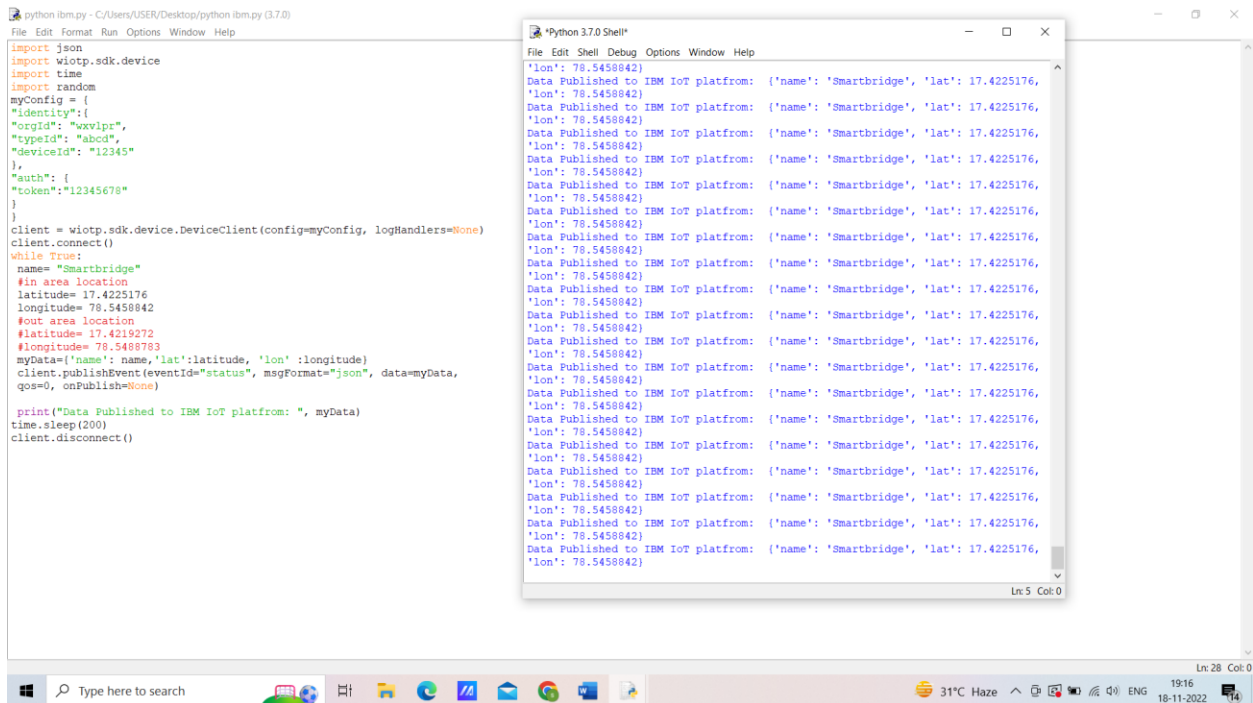 python ibm.py - C:/Users/USER/Desktop/python ibm.py (3.7.0)
File Edit Format Run Options Window Help
import json
import wiotp.sdk.device
import time
import random
myConfig = {
"identity":{
"orgId": "wxvlpr",
"typeId": "abcd",
"deviceId": "12345"
},
"auth": {
"token":"12345678"
}
}
client = wiotp.sdk.device.DeviceClient(config=myConfig, logHandlers=None)
client.connect()
while True:
 name= "Smartbridge"
 #in area location
 latitude= 17.4225176
 longitude= 78.5458842
 #out area location
 #latitude= 17.4219272
 #longitude= 78.5488783
 myData={'name': name,'lat':latitude, 'lon' :longitude}
 client.publishEvent(eventId="status", msgFormat="json", data=myData,
 qos=0, onPublish=None)
 print("Data Published to IBM IoT platfrom: ", myData)
time.sleep(200)
client.disconnect()
*Python 3.7.0 Shell*
File Edit Shell Debug Options Window Help
'lon': 78.5458842}
Data Published to IBM IoT platfrom:  {'name': 'Smartbridge', 'lat': 17.4225176,
'lon': 78.5458842}
Data Published to IBM IoT platfrom:  {'name': 'Smartbridge', 'lat': 17.4225176,
'lon': 78.5458842}
Data Published to IBM IoT platfrom:  {'name': 'Smartbridge', 'lat': 17.4225176,
'lon': 78.5458842}
Data Published to IBM IoT platfrom:  {'name': 'Smartbridge', 'lat': 17.4225176,
'lon': 78.5458842}
Data Published to IBM IoT platfrom:  {'name': 'Smartbridge', 'lat': 17.4225176,
'lon': 78.5458842}
Data Published to IBM IoT platfrom:  {'name': 'Smartbridge', 'lat': 17.4225176,
'lon': 78.5458842}
Data Published to IBM IoT platfrom:  {'name': 'Smartbridge', 'lat': 17.4225176,
'lon': 78.5458842}
Data Published to IBM IoT platfrom:  {'name': 'Smartbridge', 'lat': 17.4225176,
'lon': 78.5458842}
Data Published to IBM IoT platfrom:  {'name': 'Smartbridge', 'lat': 17.4225176,
'lon': 78.5458842}
Data Published to IBM IoT platfrom:  {'name': 'Smartbridge', 'lat': 17.4225176,
'lon': 78.5458842}
Data Published to IBM IoT platfrom:  {'name': 'Smartbridge', 'lat': 17.4225176,
'lon': 78.5458842}
Data Published to IBM IoT platfrom:  {'name': 'Smartbridge', 'lat': 17.4225176,
'lon': 78.5458842}
Data Published to IBM IoT platfrom:  {'name': 'Smartbridge', 'lat': 17.4225176,
'lon': 78.5458842}
Data Published to IBM IoT platfrom:  {'name': 'Smartbridge', 'lat': 17.4225176,
'lon': 78.5458842}
Data Published to IBM IoT platfrom:  {'name': 'Smartbridge', 'lat': 17.4225176,
'lon': 78.5458842}
Data Published to IBM IoT platfrom:  {'name': 'Smartbridge', 'lat': 17.4225176,
'lon': 78.5458842}
Data Published to IBM IoT platfrom:  {'name': 'Smartbridge', 'lat': 17.4225176,
'lon': 78.5458842}
Data Published to IBM IoT platfrom:  {'name': 'Smartbridge', 'lat': 17.4225176,
'lon': 78.5458842}
Data Published to IBM IoT platfrom:  {'name': 'Smartbridge', 'lat': 17.4225176,
'lon': 78.5458842}
Ln: 5 Col: 0
Ln: 28 Col: 0
Type here to search
31°C Haze
ENG
19:16
18-11-2022
14